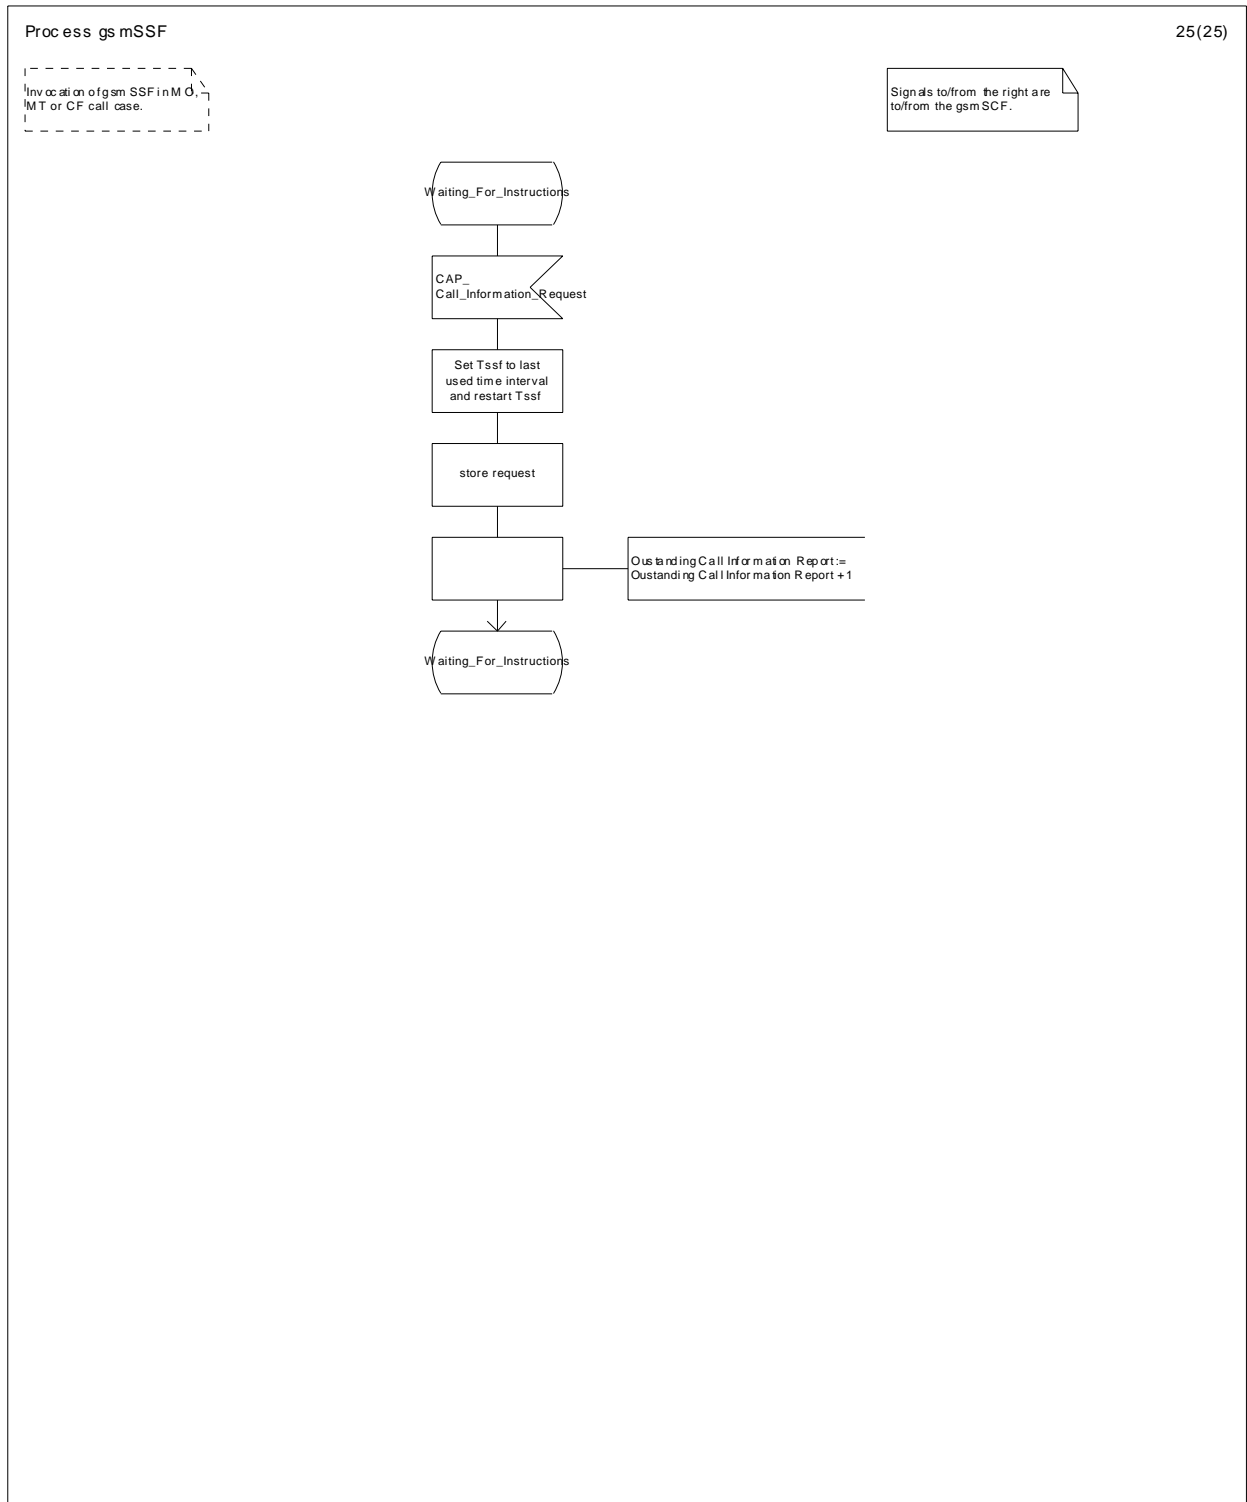 Process gsmSSF
25(25)
Invocation of gsm SSF in MO,
MT or CF call case.
Signals to/from the right are
to/from the gsmSCF.
Waiting_For_Instructions
CAP_
Call_Information_Request
Set Tssf to last
used time interval
and restart Tssf
store request
Oustanding Call Information Report:=
Oustanding Call Information Report +1
Waiting_For_Instructions